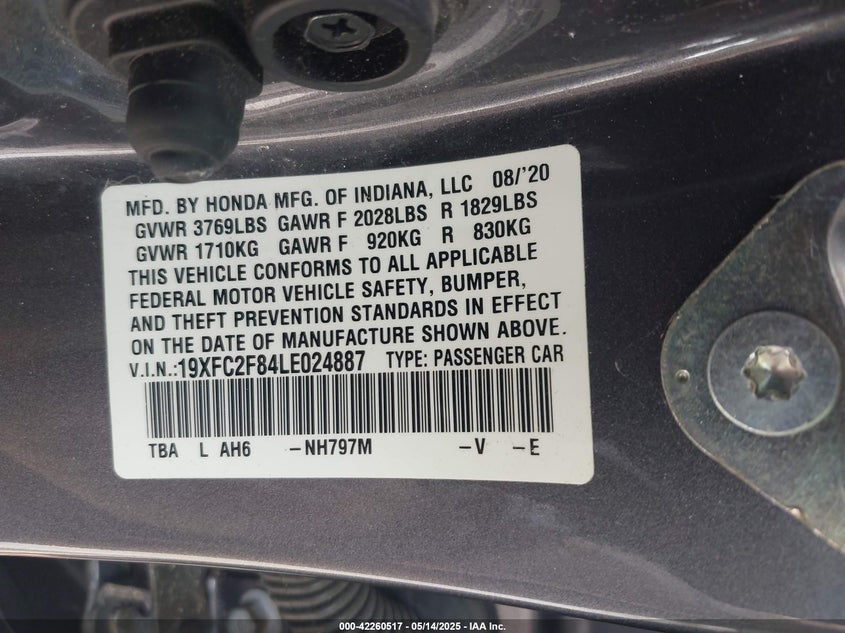 MFD. BY HONDA MFG. OF INDIANA, LLC 08/'20
GVWR 3769LBS GAWR F 2028LBS R 1829LBS
GVWR 1710KG GAWR F 920KG R 830KG
THIS VEHICLE CONFORMS TO ALL APPLICABLE
FEDERAL MOTOR VEHICLE SAFETY, BUMPER,
AND THEFT PREVENTION STANDARDS IN EFFECT
ON THE DATE OF MANUFACTURE SHOWN ABOVE.
V.I.N.:19XFC2F84LE024887 TYPE: PASSENGER CAR
TBA L AH6 -NH797M -V -E
000-42260517 - 05/14/2025 - IAA Inc.